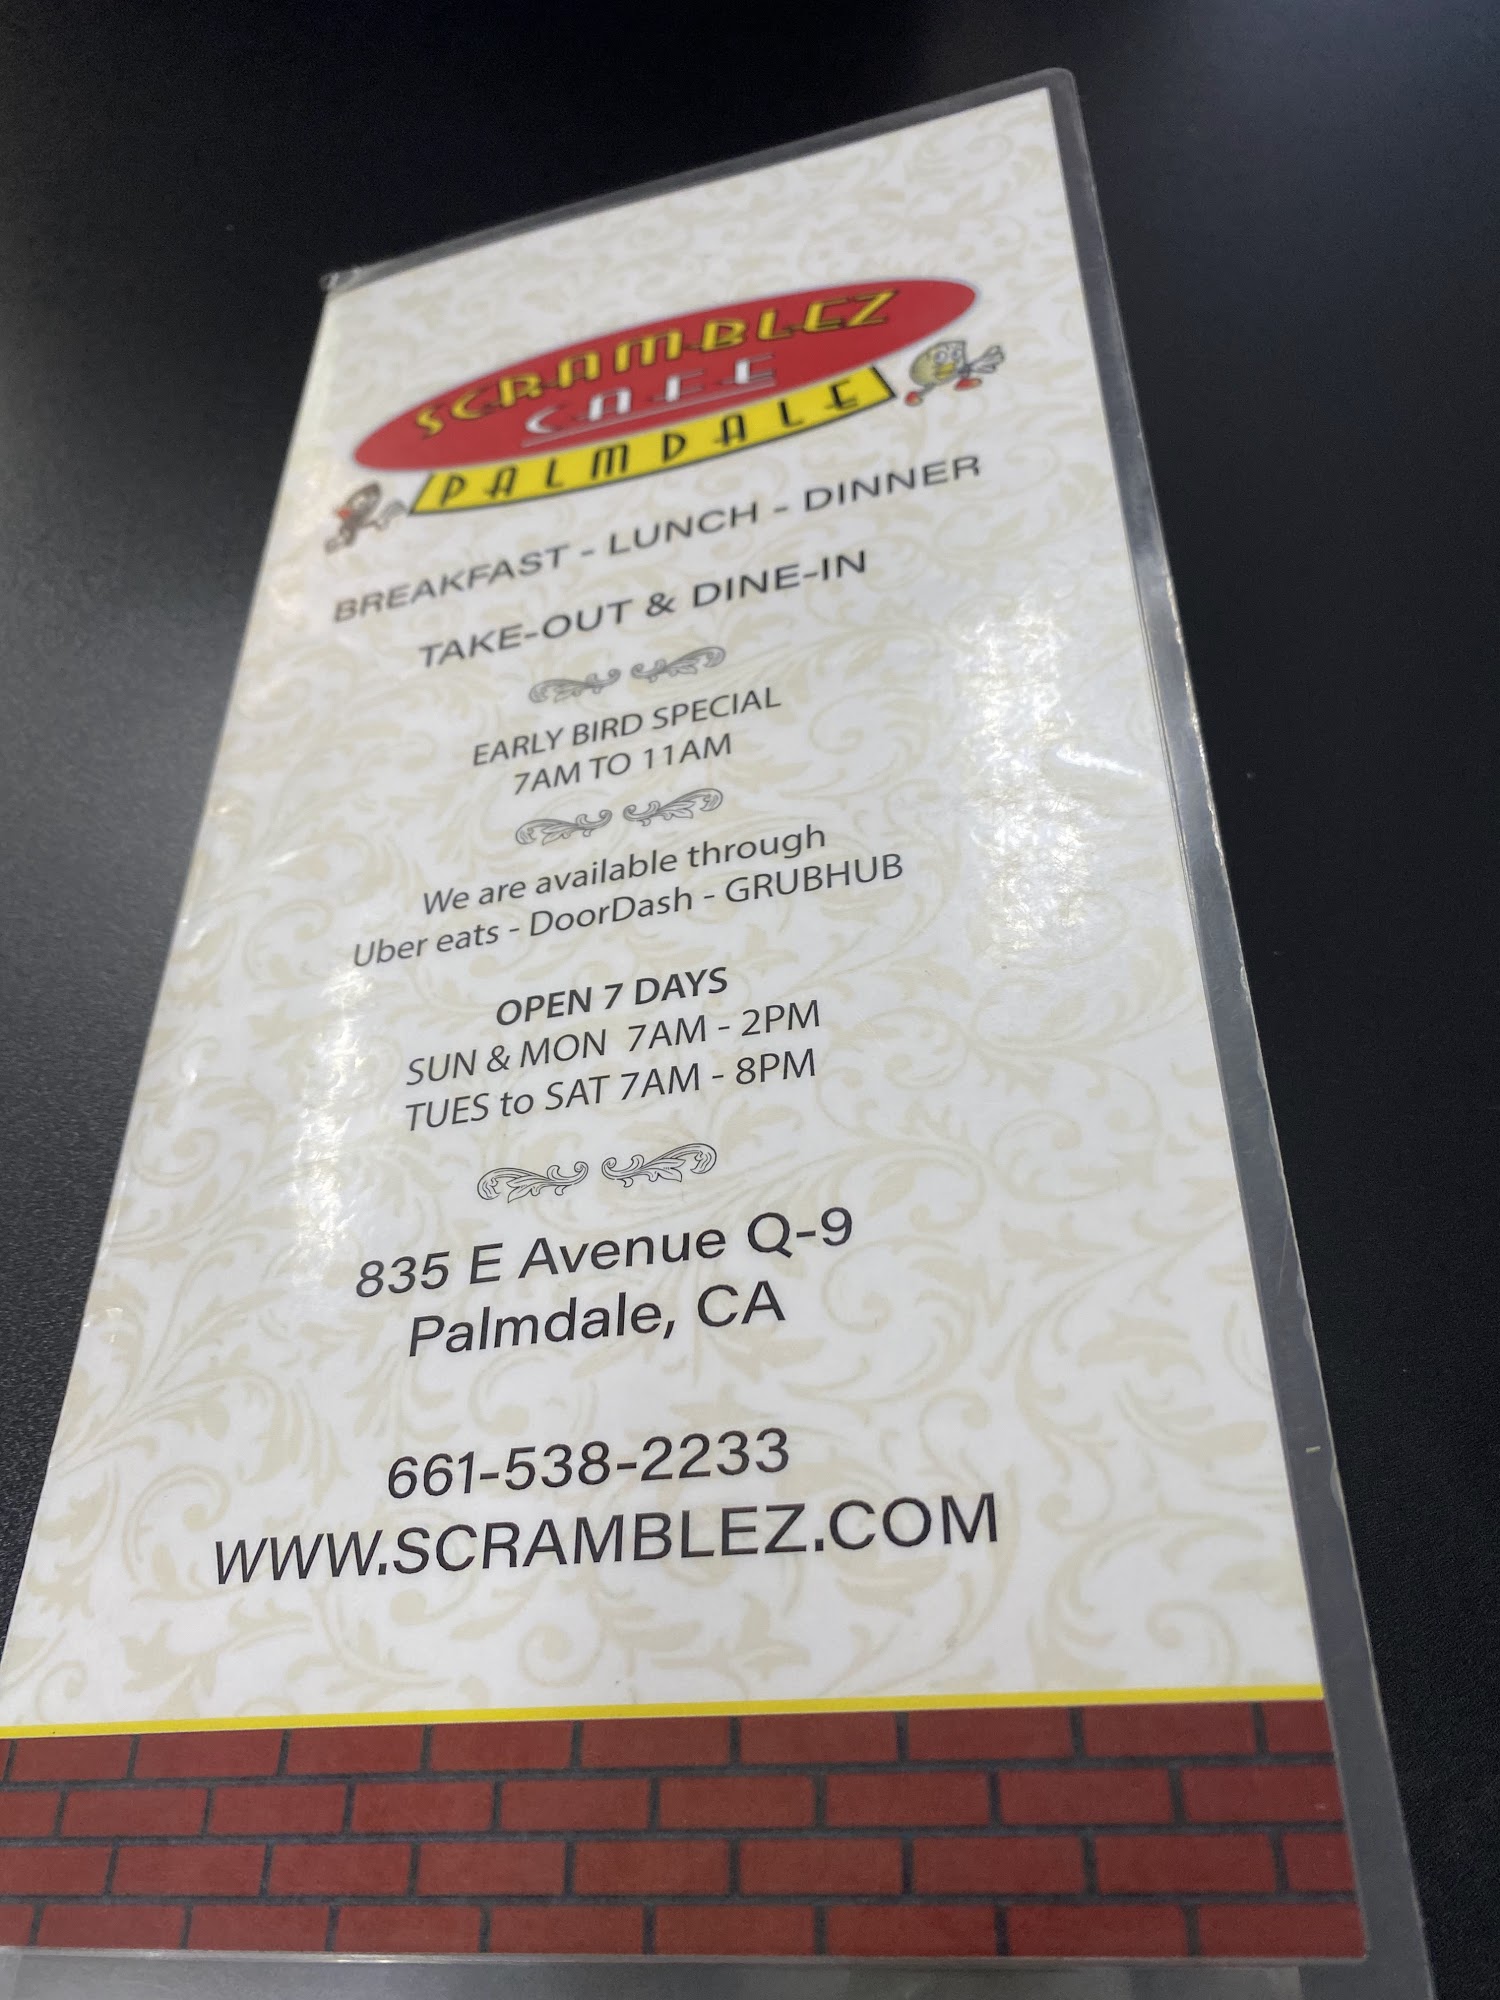 SCRAMBLEZ
CAFE
PALMDALE
BREAKFAST - LUNCH - DINNER
TAKE-OUT & DINE-IN
EARLY BIRD SPECIAL
7AM TO 11AM
We are available through
Uber eats - DoorDash - GRUBHUB
OPEN 7 DAYS
SUN & MON 7AM - 2PM
TUES to SAT 7AM - 8PM
835 E Avenue Q-9
Palmdale, CA
661-538-2233
WWW.SCRAMBLEZ.COM